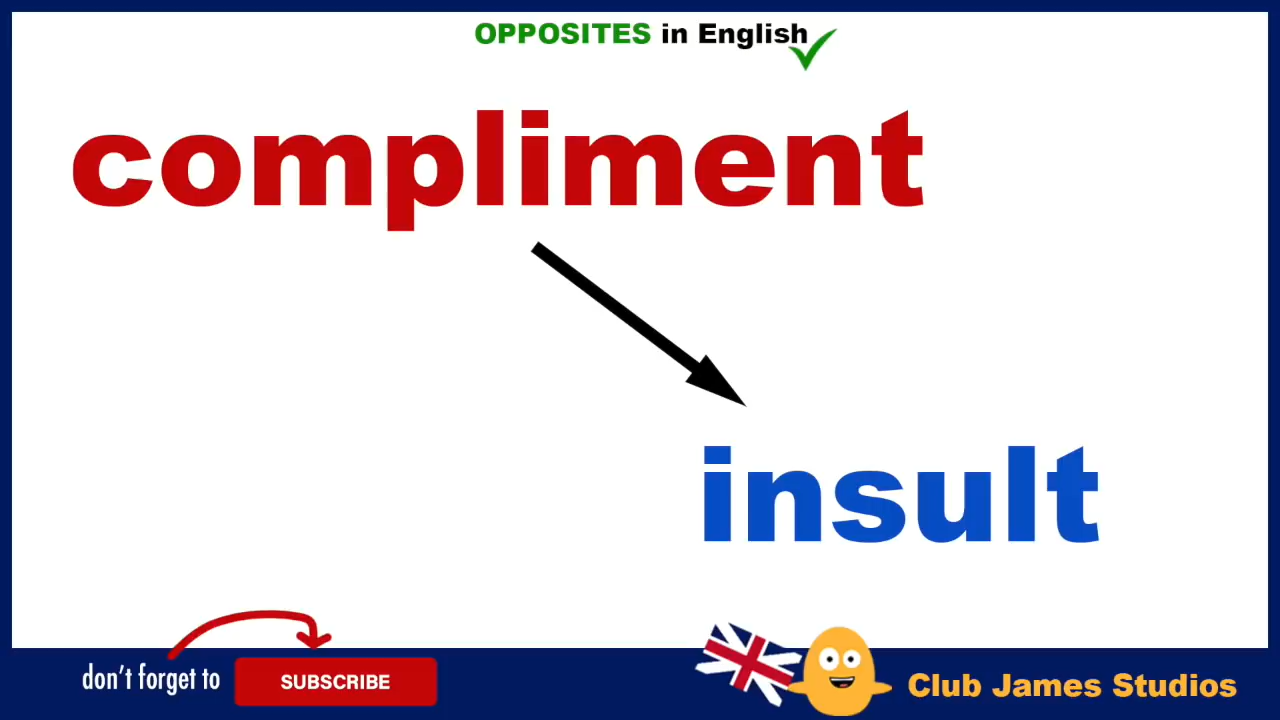 OPPOSITES in English
compliment
insult
don't forget to SUBSCRIBE
Club James Studios